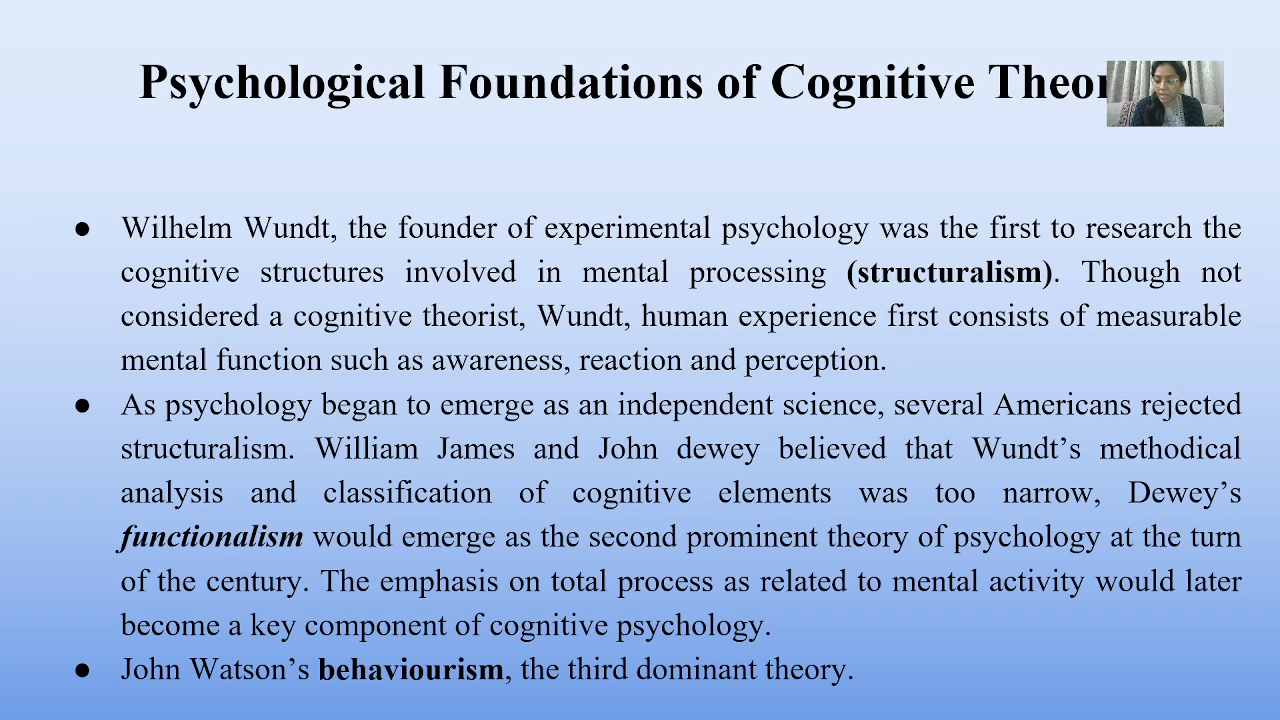 Psychological Foundations of Cognitive Theor
● Wilhelm Wundt, the founder of experimental psychology was the first to research the
cognitive structures involved in mental processing (structuralism). Though not
considered a cognitive theorist, Wundt, human experience first consists of measurable
mental function such as awareness, reaction and perception.
● As psychology began to emerge as an independent science, several Americans rejected
structuralism. William James and John dewey believed that Wundt’s methodical
analysis and classification of cognitive elements was too narrow, Dewey’s
functionalism would emerge as the second prominent theory of psychology at the turn
of the century. The emphasis on total process as related to mental activity would later
become a key component of cognitive psychology.
● John Watson’s behaviourism, the third dominant theory.